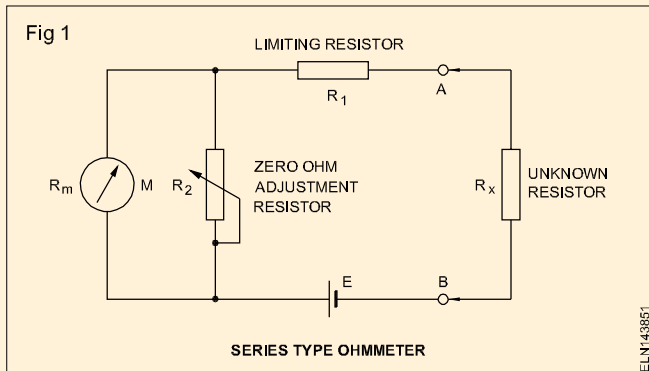 Fig 1
LIMITING RESISTOR
R1
A
Rm
M
R2
ZERO OHM
ADJUSTMENT
RESISTOR
Rx
UNKNOWN
RESISTOR
E
B
SERIES TYPE OHMMETER
ELN143851